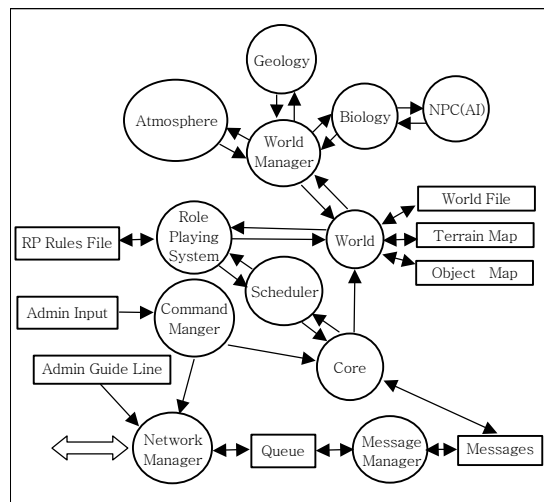 Geology
Atmosphere
World
Manager
Biology
NPC(AI)
World File
Role
Playing
System
RP Rules File
World
Terrain Map
Object Map
Scheduler
Admin Input
Command
Manger
Admin Guide Line
Core
Network
Manager
Queue
Message
Manager
Messages